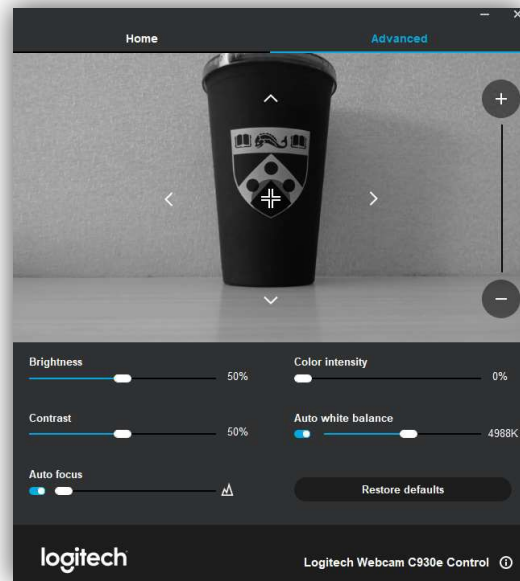 Home Advanced
Brightness 50% Color intensity 0%
Contrast 50% Auto white balance 4988K
Auto focus Restore defaults
logitech Logitech Webcam C930e Control